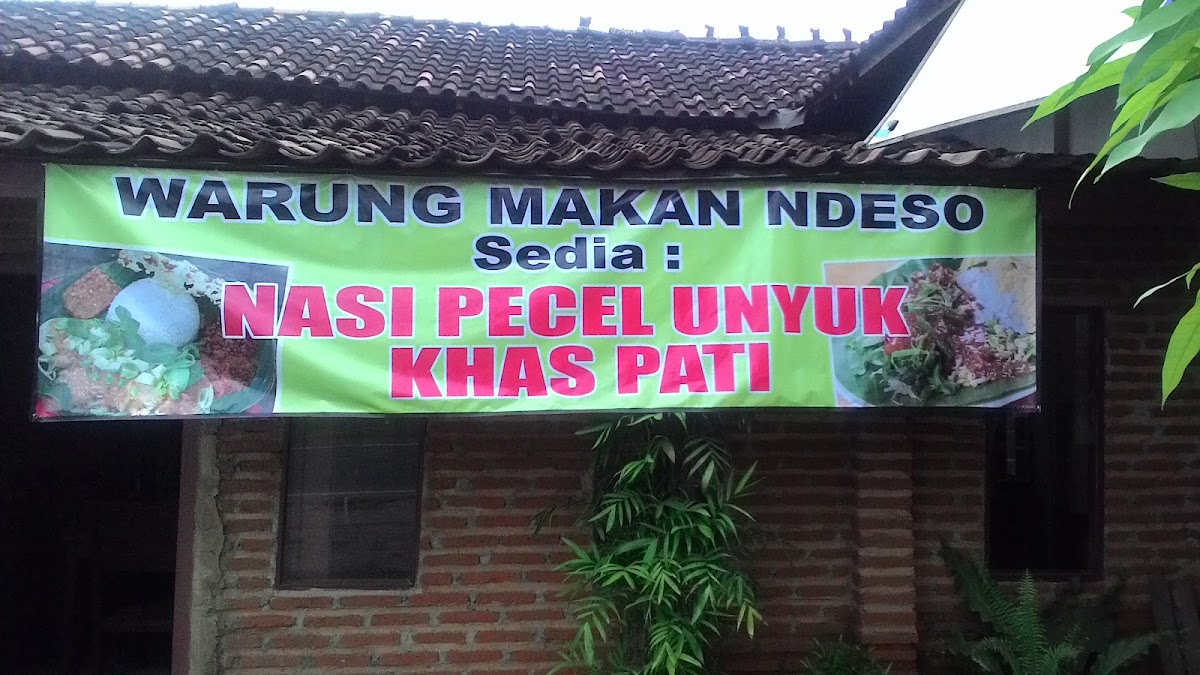 WARUNG MAKAN NDESO
Sedia :
NASI PECEL UNYUK
KHAS PATI